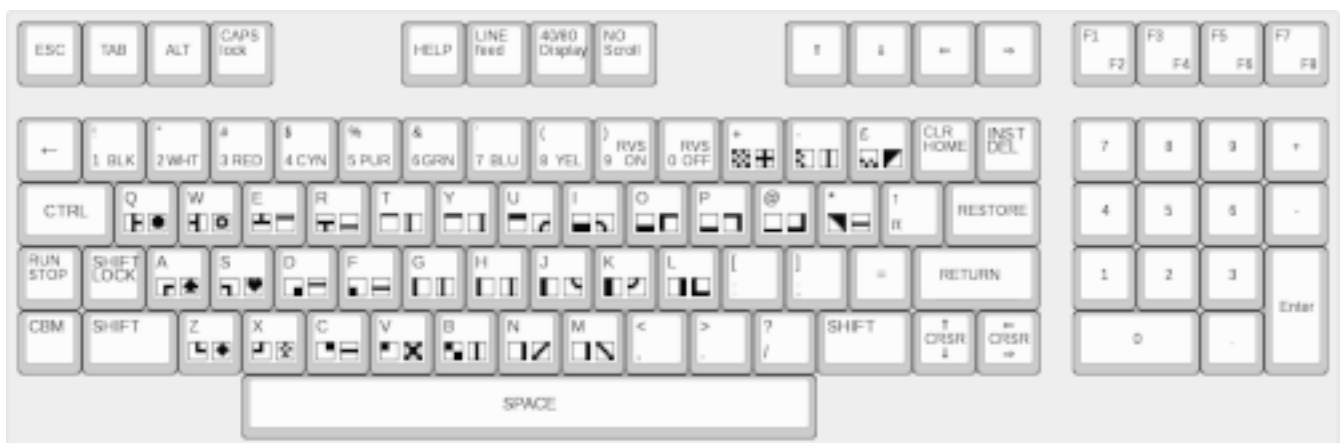 ESC TAB ALT CAPS lock HELP LINE feed 40/80 Display NO Scroll ↑ ↓ ← → F1 F2 F3 F4 F5 F6 F7 F8
← ! 1 BLK " 2 WHT # 3 RED $ 4 CYN % 5 PUR & 6 GRN ' 7 BLU ( 8 YEL ) 9 RVS ON 0 RVS OFF + - £ CLR HOME INST DEL 7 8 9 +
CTRL Q W E R T Y U I O P @ * ↑ π RESTORE 4 5 6 -
RUN STOP SHIFT LOCK A S D F G H J K L [ : ] ; = RETURN 1 2 3 Enter
CBM SHIFT Z X C V B N M < , > . ? / SHIFT ↑ CRSR ↓ ← CRSR → 0 .
SPACE